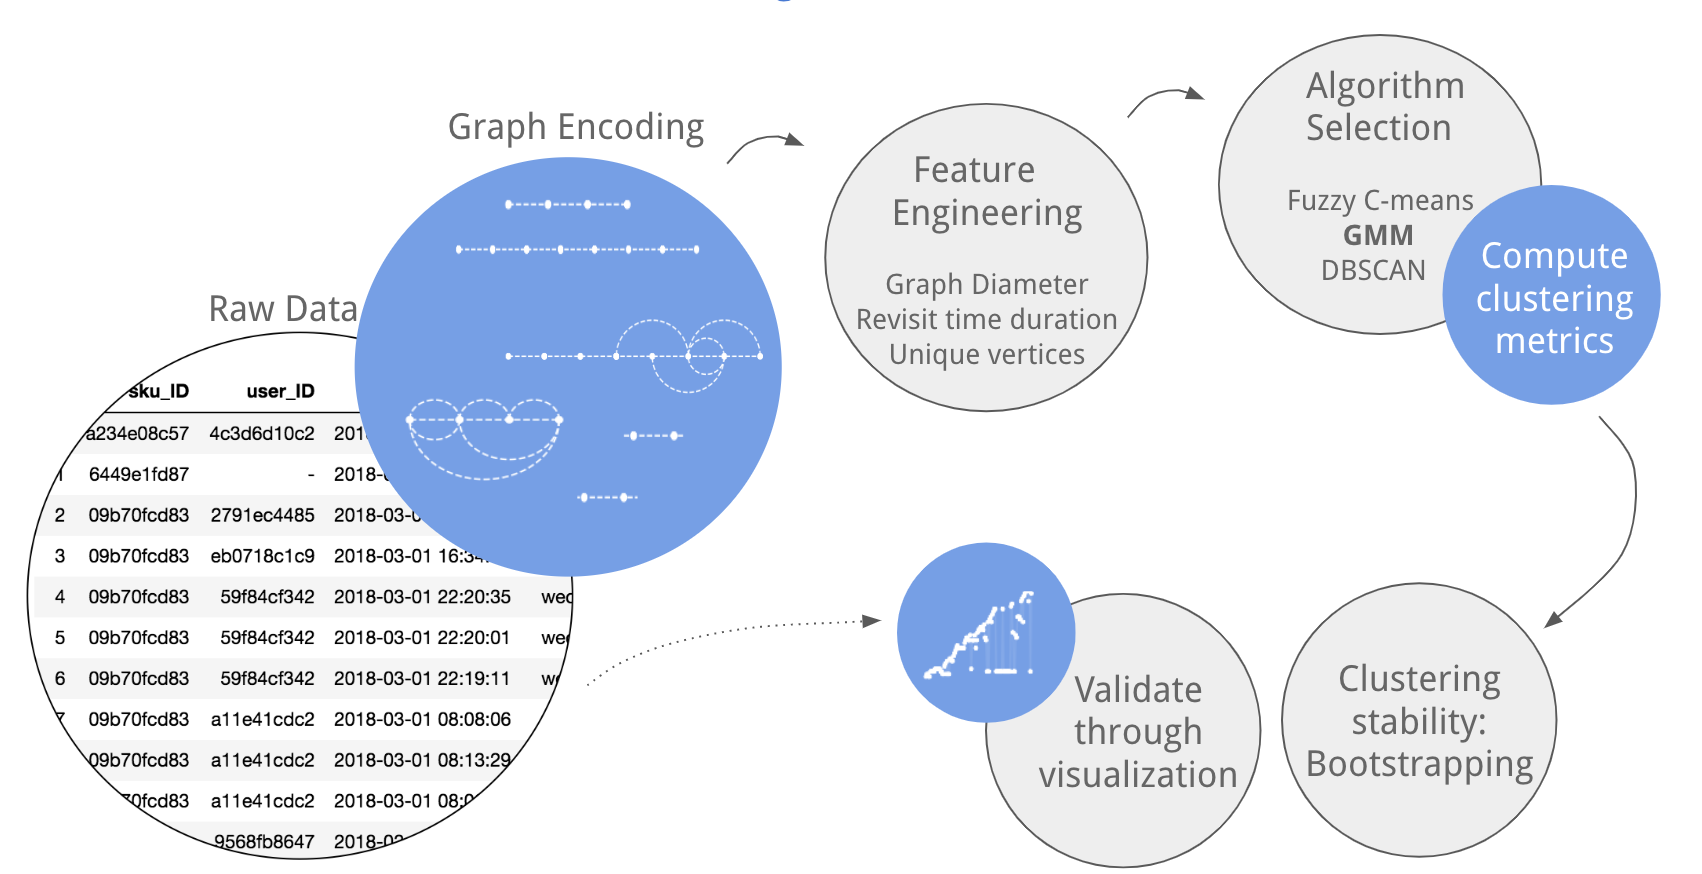 Graph Encoding
Feature
Engineering
Graph Diameter
Revisit time duration
Unique vertices
Algorithm
Selection
Fuzzy C-means
GMM
DBSCAN
Compute
clustering
metrics
Raw Data
sku_ID user_ID
a234e08c57 4c3d6d10c2 201
6449e1fd87 - 2018-
2 09b70fcd83 2791ec4485 2018-03-
3 09b70fcd83 eb0718c1c9 2018-03-01 16:34
4 09b70fcd83 59f84cf342 2018-03-01 22:20:35 wed
5 09b70fcd83 59f84cf342 2018-03-01 22:20:01 we
6 09b70fcd83 59f84cf342 2018-03-01 22:19:11 w
7 09b70fcd83 a11e41cdc2 2018-03-01 08:08:06
09b70fcd83 a11e41cdc2 2018-03-01 08:13:29
70fcd83 a11e41cdc2 2018-03-01 08:0
9568fb8647 2018-02
Validate
through
visualization
Clustering
stability:
Bootstrapping